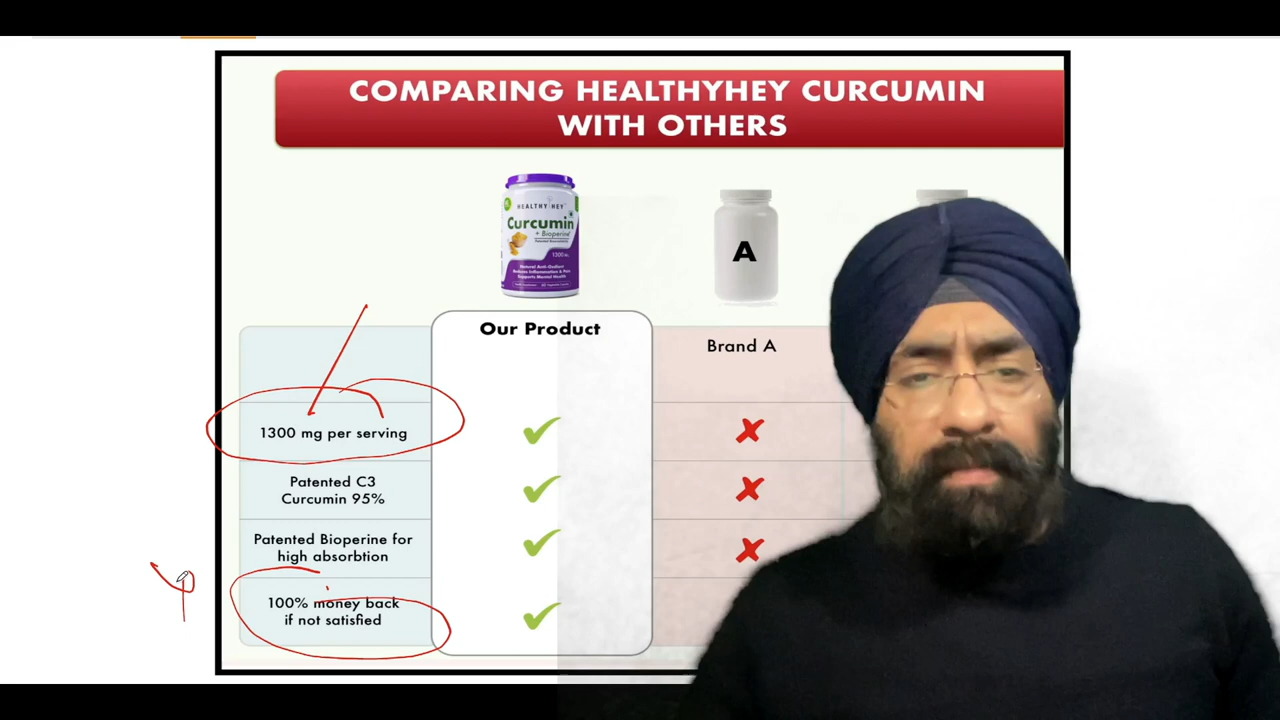 COMPARING HEALTHYHEY CURCUMIN
WITH OTHERS
HEALTHY HEY
Curcumin
+ Bioperine
1300
A
Our Product
Brand A
1300 mg per serving
Patented C3
Curcumin 95%
Patented Bioperine for
high absorbtion
100% money back
if not satisfied